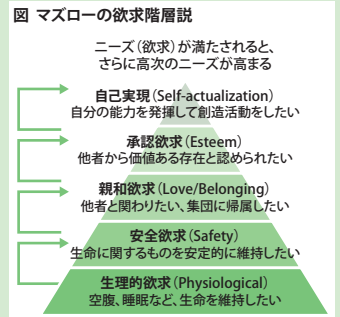 図 マズローの欲求階層説
ニーズ（欲求）が満たされると、
さらに高次のニーズが高まる
自己実現（Self-actualization）
自分の能力を発揮して創造活動をしたい
承認欲求（Esteem）
他者から価値ある存在と認められたい
親和欲求（Love/Belonging）
他者と関わりたい、集団に帰属したい
安全欲求（Safety）
生命に関するものを安定的に維持したい
生理的欲求（Physiological）
空腹、睡眠など、生命を維持したい